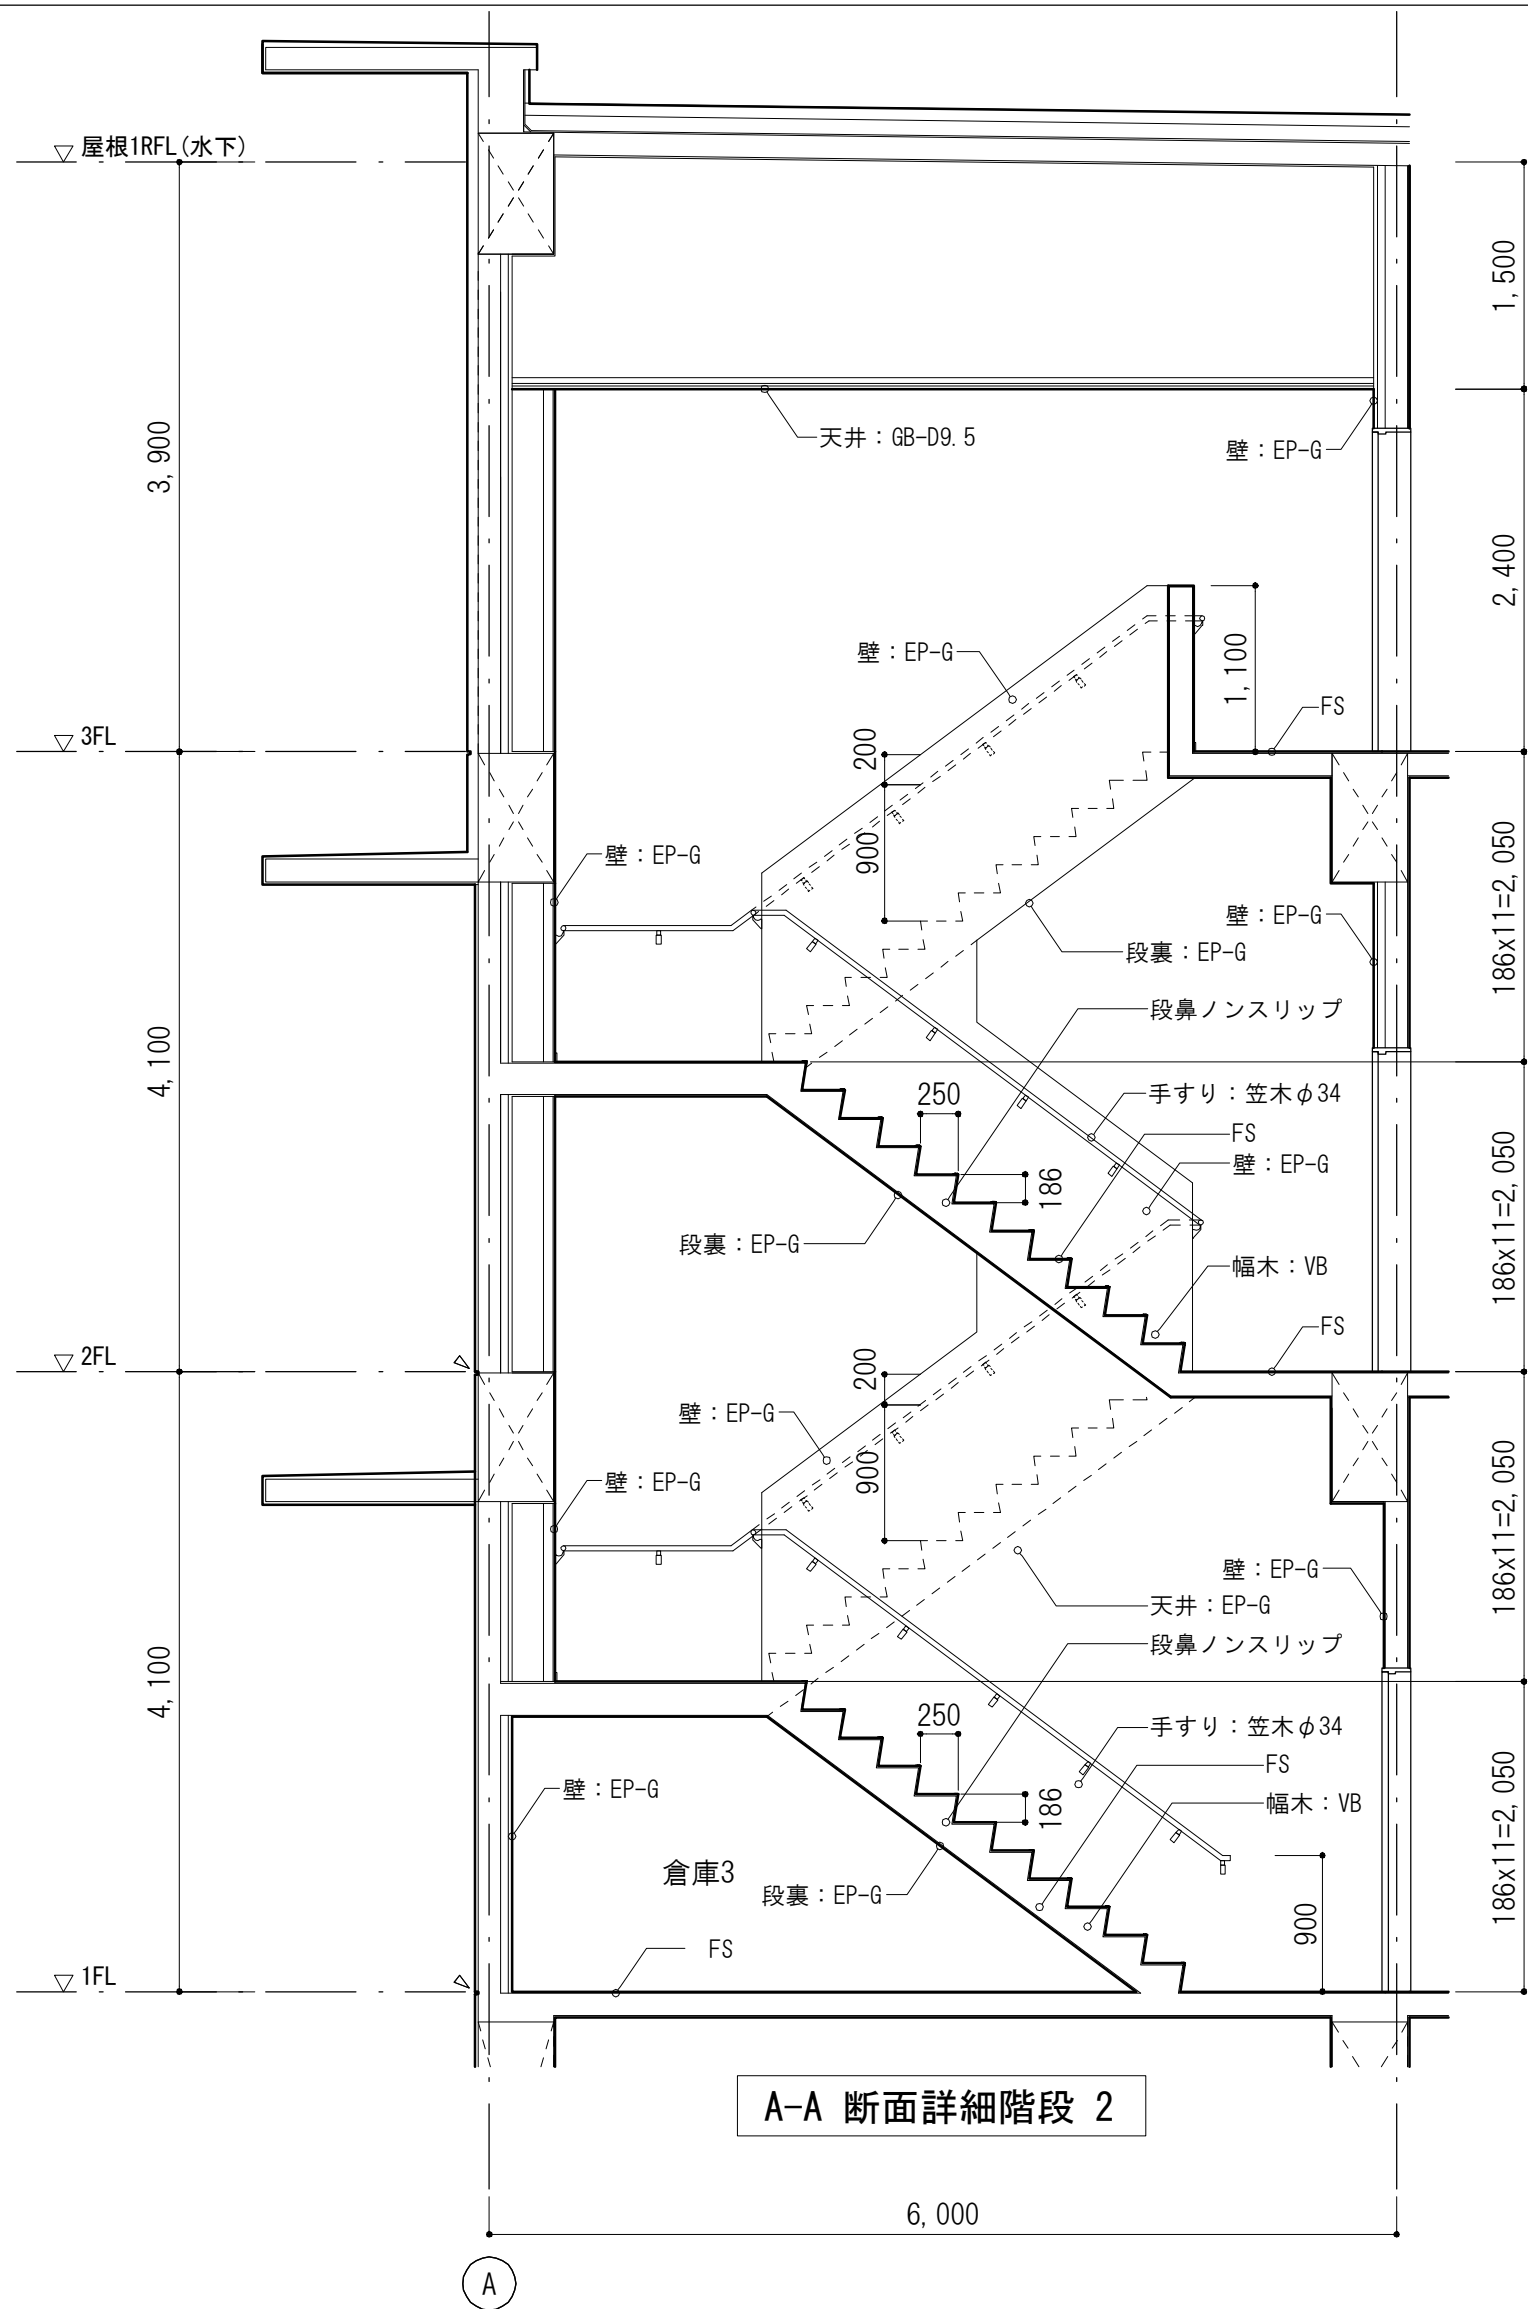 屋根1RFL(水下)
1,500
天井：GB-D9.5
壁：EP-G
3,900
2,400
壁：EP-G
1,100
FS
3FL
200
900
壁：EP-G
186x11=2,050
壁：EP-G
段裏：EP-G
段鼻ノンスリップ
4,100
250
手すり：笠木φ34
FS
壁：EP-G
186
186x11=2,050
段裏：EP-G
幅木：VB
FS
2FL
200
壁：EP-G
900
壁：EP-G
186x11=2,050
壁：EP-G
天井：EP-G
段鼻ノンスリップ
4,100
250
手すり：笠木φ34
FS
壁：EP-G
186
幅木：VB
186x11=2,050
倉庫3
段裏：EP-G
900
FS
1FL
A-A 断面詳細階段 2
6,000
A